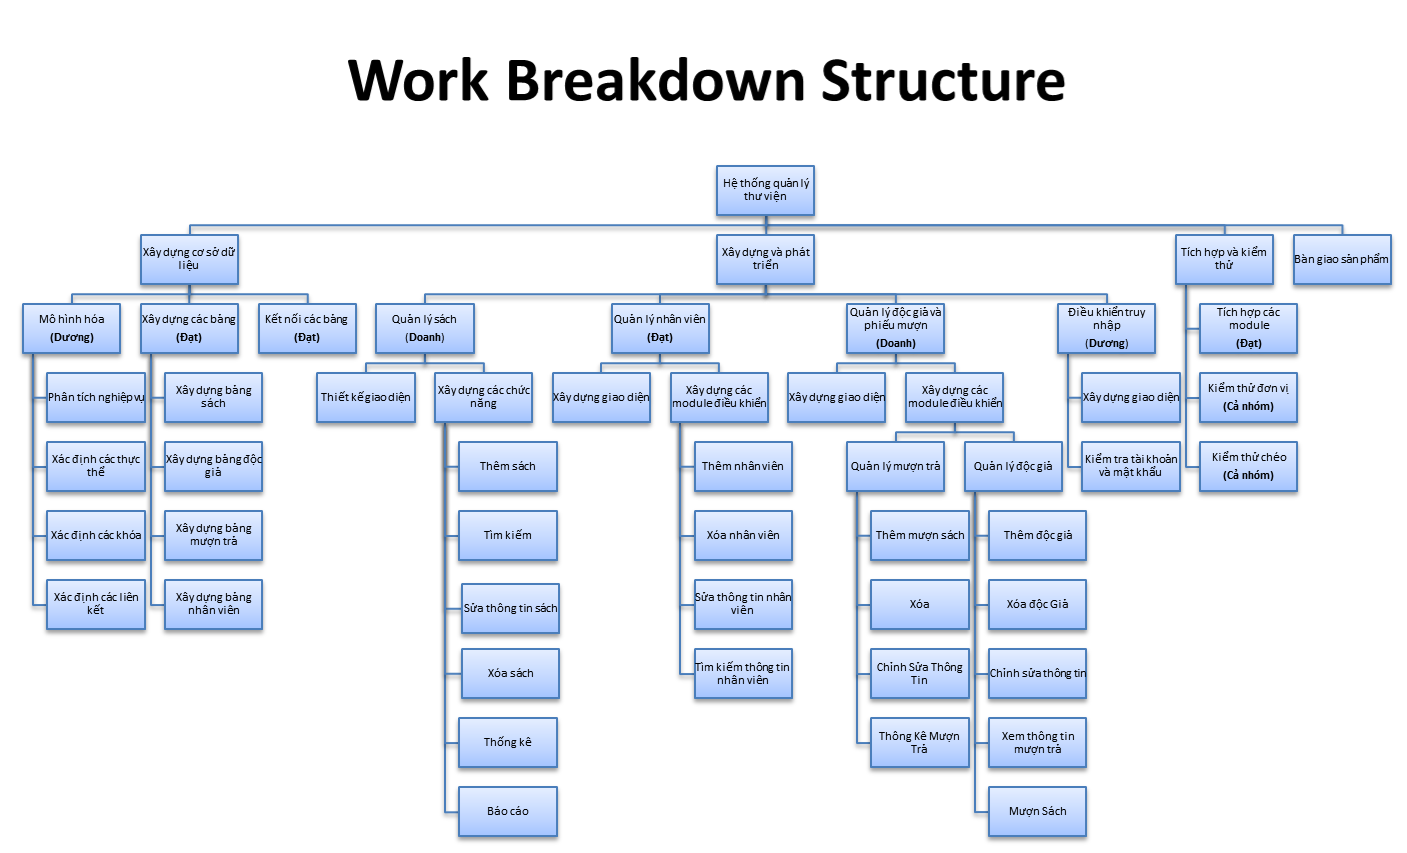 Work Breakdown Structure
Hệ thống quản lý
thư viện
Xây dựng cơ sở dữ
liệu
Xây dựng và phát
triển
Tích hợp và kiểm
thử
Bàn giao sản phẩm
Mô hình hóa
(Dương)
Xây dựng các bảng
(Đạt)
Kết nối các bảng
(Đạt)
Quản lý sách
(Doanh)
Quản lý nhân viên
(Đạt)
Quản lý độc giả và
phiếu mượn
(Doanh)
Điều khiển truy
nhập
(Dương)
Tích hợp các
module
(Đạt)
Phân tích nghiệp vụ
Xây dựng bảng
sách
Thiết kế giao diện
Xây dựng các chức
năng
Xây dựng giao diện
Xây dựng các
module điều khiển
Xây dựng giao diện
Xây dựng các
module điều khiển
Xây dựng giao diện
Kiểm thử đơn vị
(Cả nhóm)
Xác định các thực
thể
Xây dựng bảng độc
giả
Thêm sách
Thêm nhân viên
Quản lý mượn trả
Quản lý độc giả
Kiểm tra tài khoản
và mật khẩu
Kiểm thử chéo
(Cả nhóm)
Xác định các khóa
Xây dựng bảng
mượn trả
Tìm kiếm
Xóa nhân viên
Thêm mượn sách
Thêm độc giả
Xác định các liên
kết
Xây dựng bảng
nhân viên
Sửa thông tin sách
Sửa thông tin nhân
viên
Xóa
Xóa độc Giả
Xóa sách
Tìm kiếm thông tin
nhân viên
Chỉnh Sửa Thông
Tin
Chỉnh sửa thông tin
Thống kê
Thông Kê Mượn
Trả
Xem thông tin
mượn trả
Báo cáo
Mượn Sách